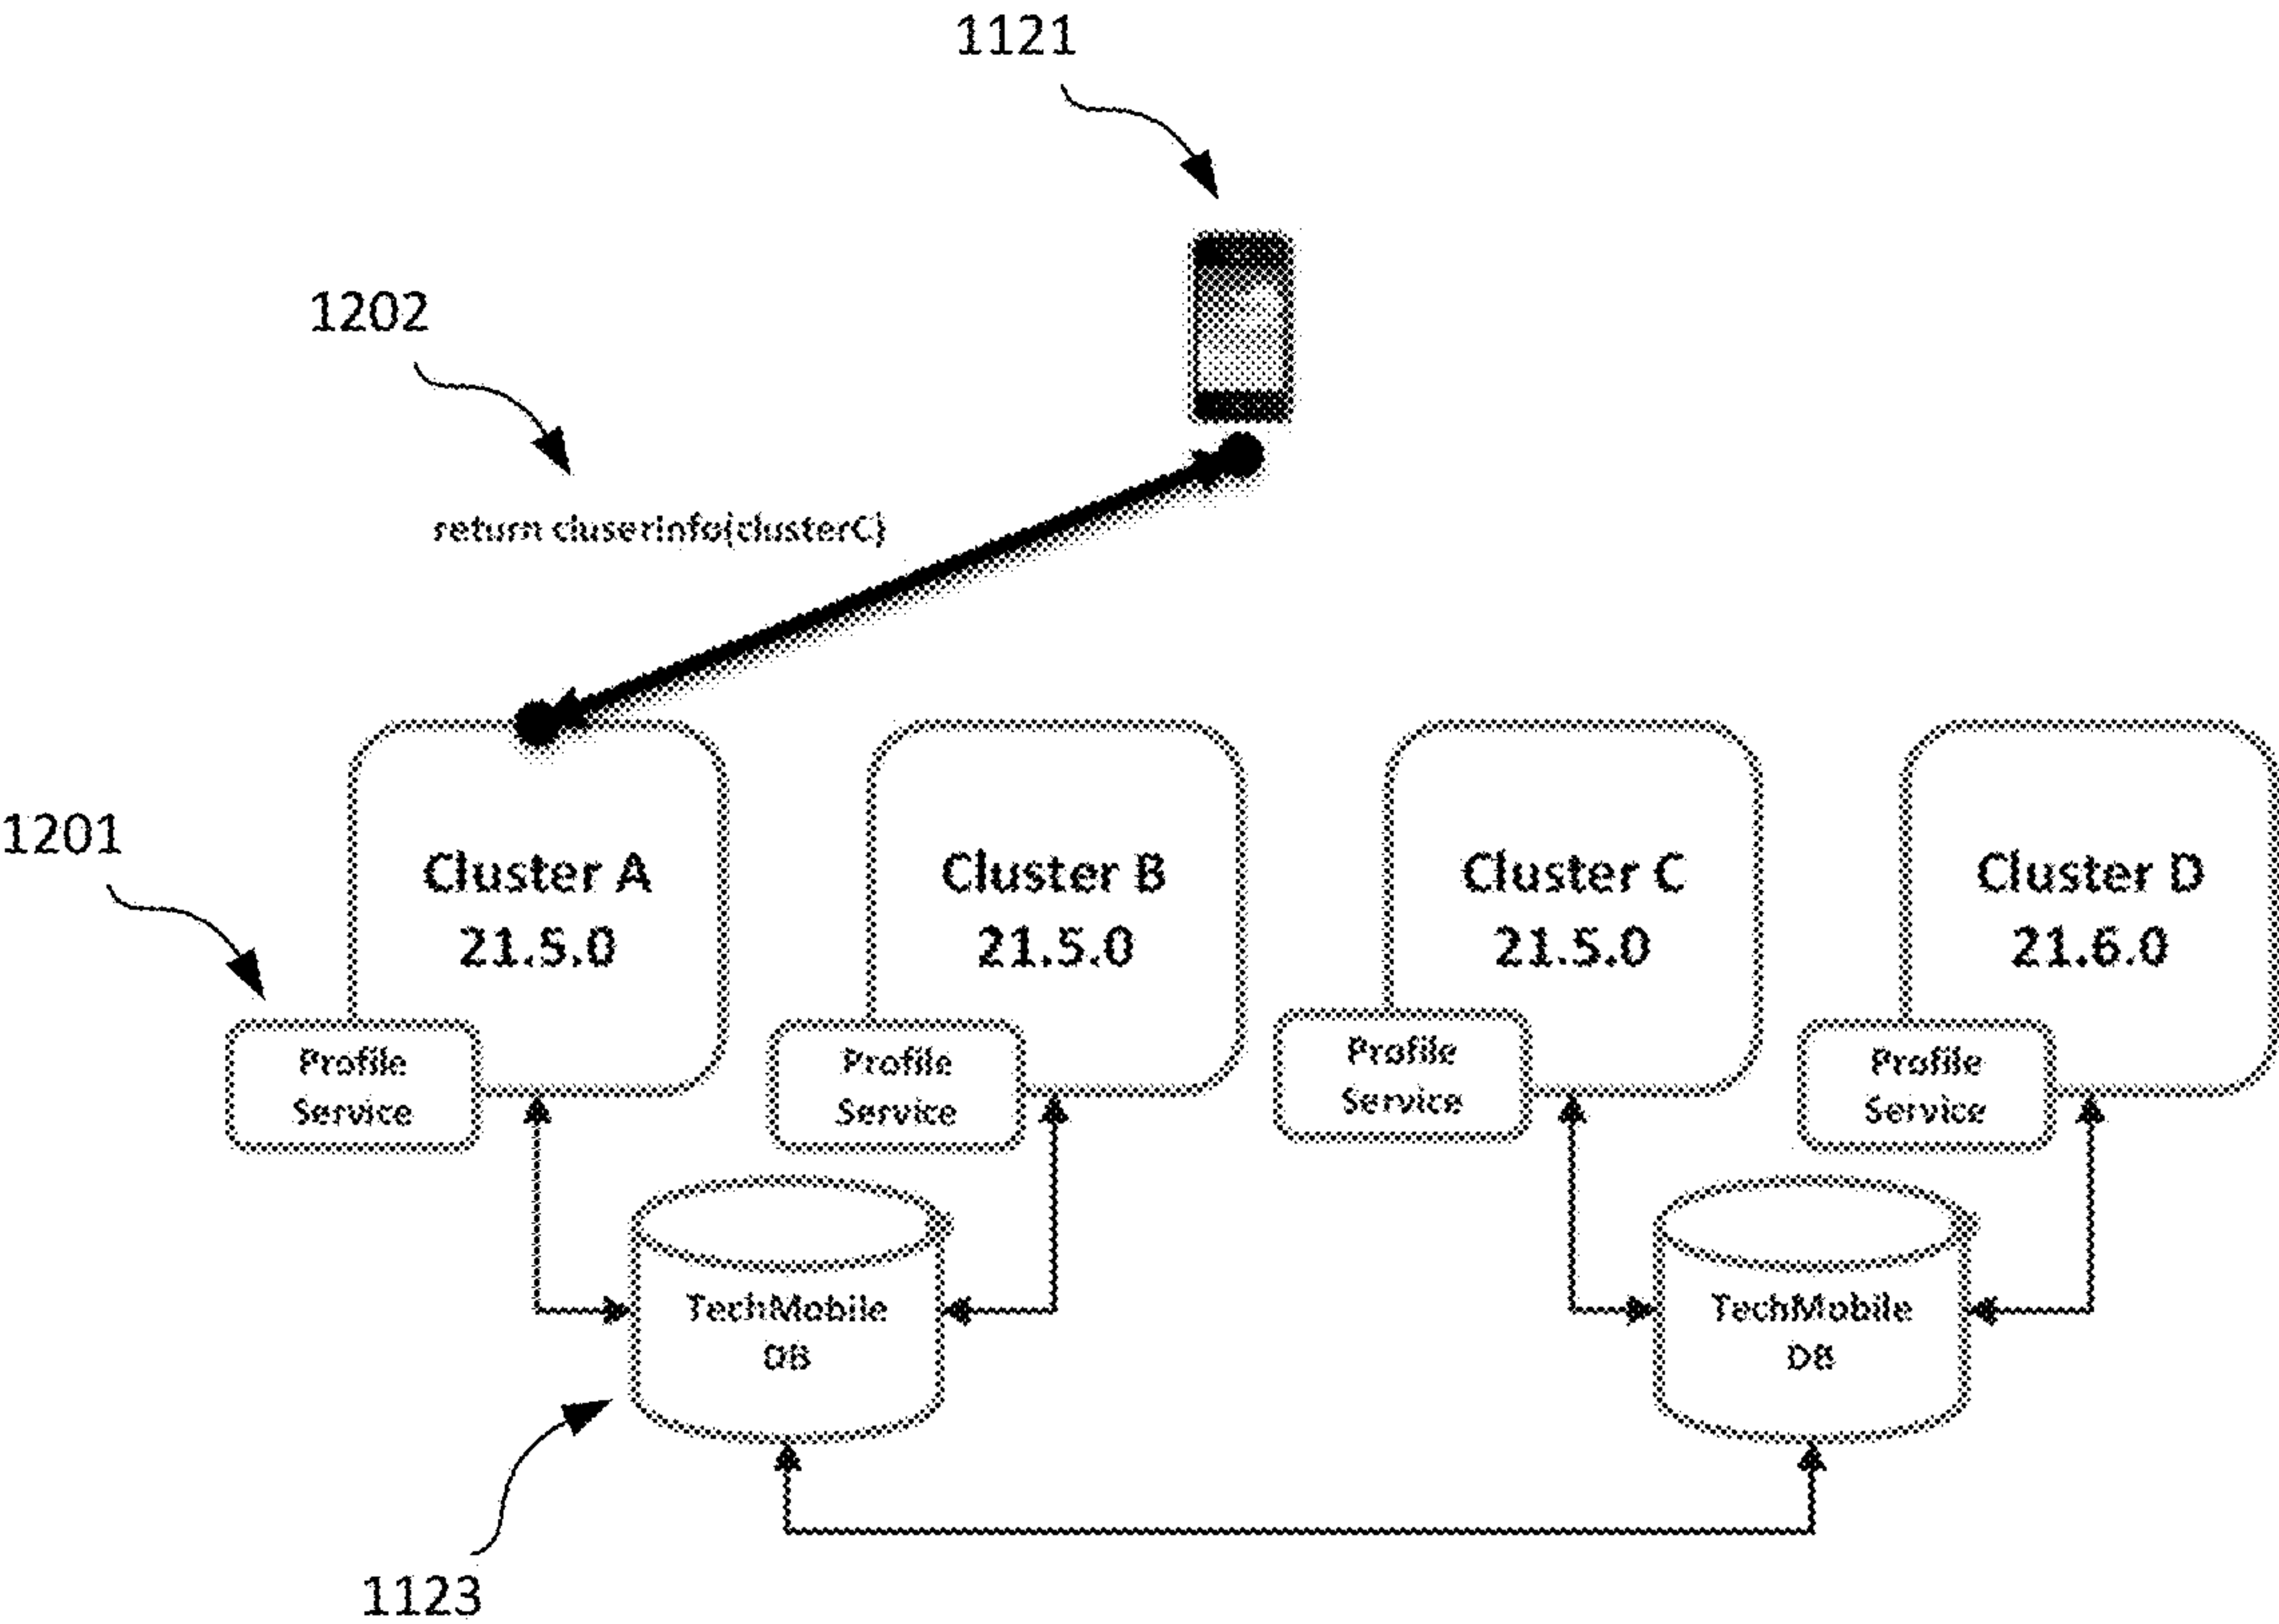 1121
1202
return cluserinfo(clusterC)
1201
Cluster A
21.5.0
Cluster B
21.5.0
Cluster C
21.5.0
Cluster D
21.6.0
Profile
Service
Profile
Service
Profile
Service
Profile
Service
TechMobile
DB
TechMobile
DB
1123